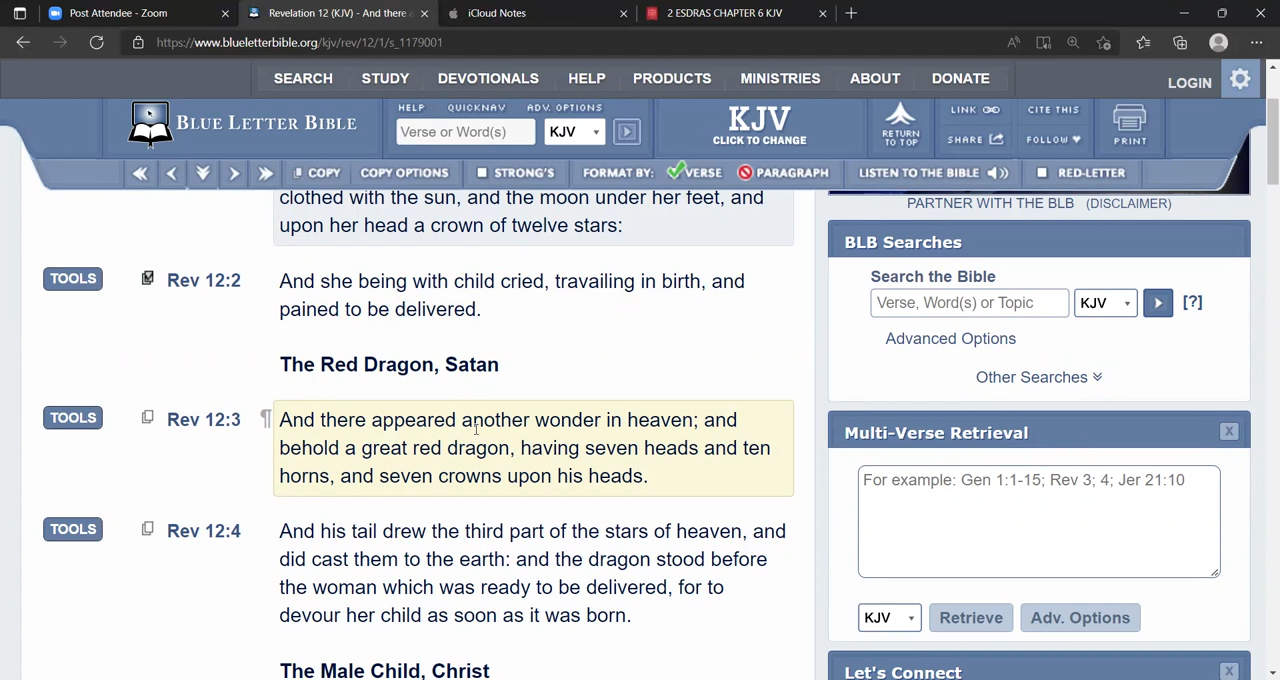 Post Attendee - Zoom
Revelation 12 (KJV) - And there
iCloud Notes
2 ESDRAS CHAPTER 6 KJV
https://www.blueletterbible.org/kjv/rev/12/1/s_1179001
SEARCH STUDY DEVOTIONALS HELP PRODUCTS MINISTRIES ABOUT DONATE
LOGIN
BLUE LETTER BIBLE
HELP QUICKNAV ADV. OPTIONS
Verse or Word(s) KJV
KJV
CLICK TO CHANGE
RETURN
TO TOP
LINK CITE THIS
SHARE FOLLOW
PRINT
COPY COPY OPTIONS STRONG'S FORMAT BY: VERSE PARAGRAPH LISTEN TO THE BIBLE RED-LETTER
clothed with the sun, and the moon under her feet, and
upon her head a crown of twelve stars:
TOOLS Rev 12:2 And she being with child cried, travailing in birth, and
pained to be delivered.
The Red Dragon, Satan
TOOLS Rev 12:3 ¶ And there appeared another wonder in heaven; and
behold a great red dragon, having seven heads and ten
horns, and seven crowns upon his heads.
TOOLS Rev 12:4 And his tail drew the third part of the stars of heaven, and
did cast them to the earth: and the dragon stood before
the woman which was ready to be delivered, for to
devour her child as soon as it was born.
The Male Child, Christ
PARTNER WITH THE BLB (DISCLAIMER)
BLB Searches
Search the Bible
Verse, Word(s) or Topic KJV [?]
Advanced Options
Other Searches
Multi-Verse Retrieval X
For example: Gen 1:1-15; Rev 3; 4; Jer 21:10
KJV Retrieve Adv. Options
Let's Connect X